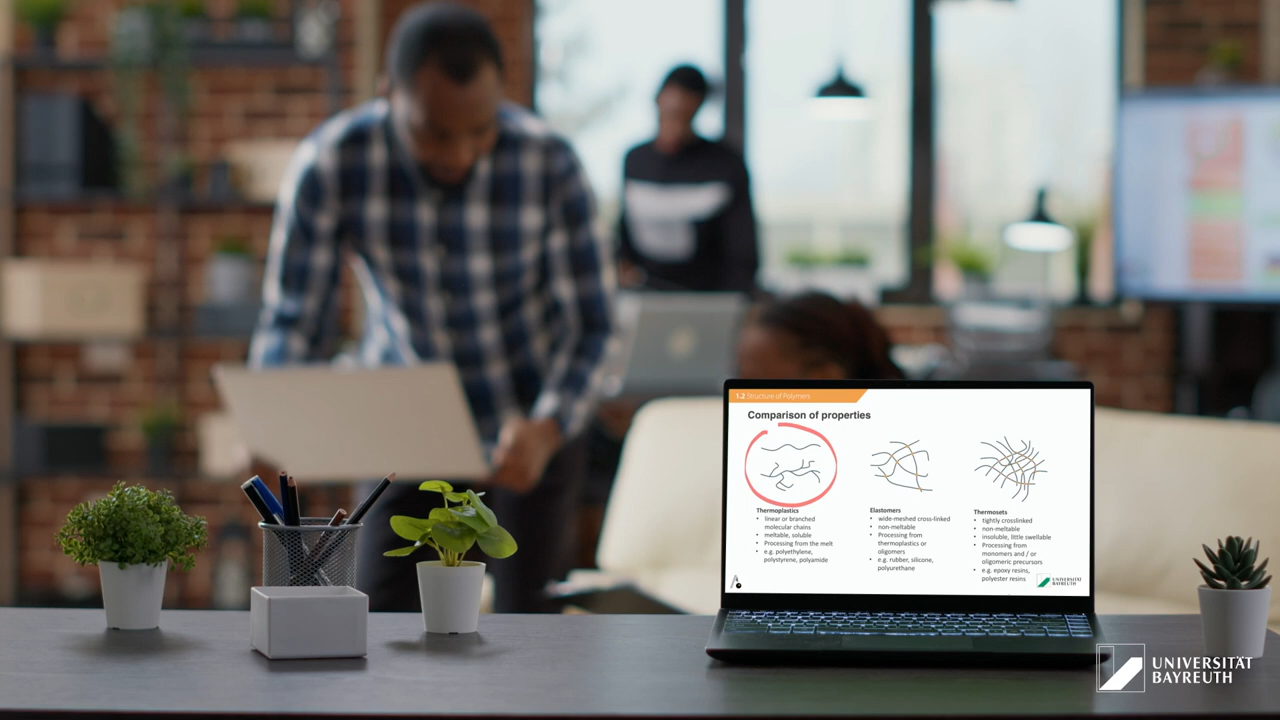 1.2 Structure of Polymers
Comparison of properties
Thermoplastics
• linear or branched
molecular chains
• meltable, soluble
• Processing from the melt
• e.g. polyethylene,
polystyrene, polyamide
Elastomers
• wide-meshed cross-linked
• non-meltable
• Processing from
thermoplastics or
oligomers
• e.g. rubber, silicone,
polyurethane
Thermosets
• tightly crosslinked
• non-meltable
• insoluble, little swellable
• Processing from
monomers and / or
oligomeric precursors
• e.g. epoxy resins,
polyester resins
UNIVERSITÄT
BAYREUTH
UNIVERSITÄT
BAYREUTH